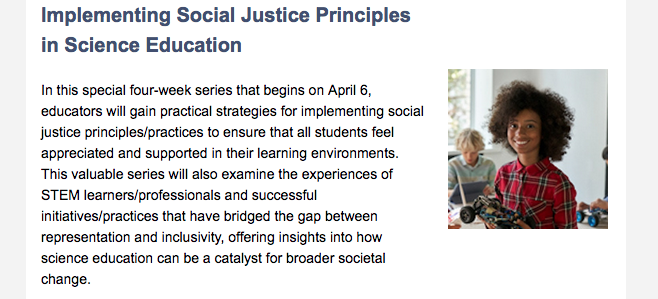 Implementing Social Justice Principles
in Science Education
In this special four-week series that begins on April 6,
educators will gain practical strategies for implementing social
justice principles/practices to ensure that all students feel
appreciated and supported in their learning environments.
This valuable series will also examine the experiences of
STEM learners/professionals and successful
initiatives/practices that have bridged the gap between
representation and inclusivity, offering insights into how
science education can be a catalyst for broader societal
change.